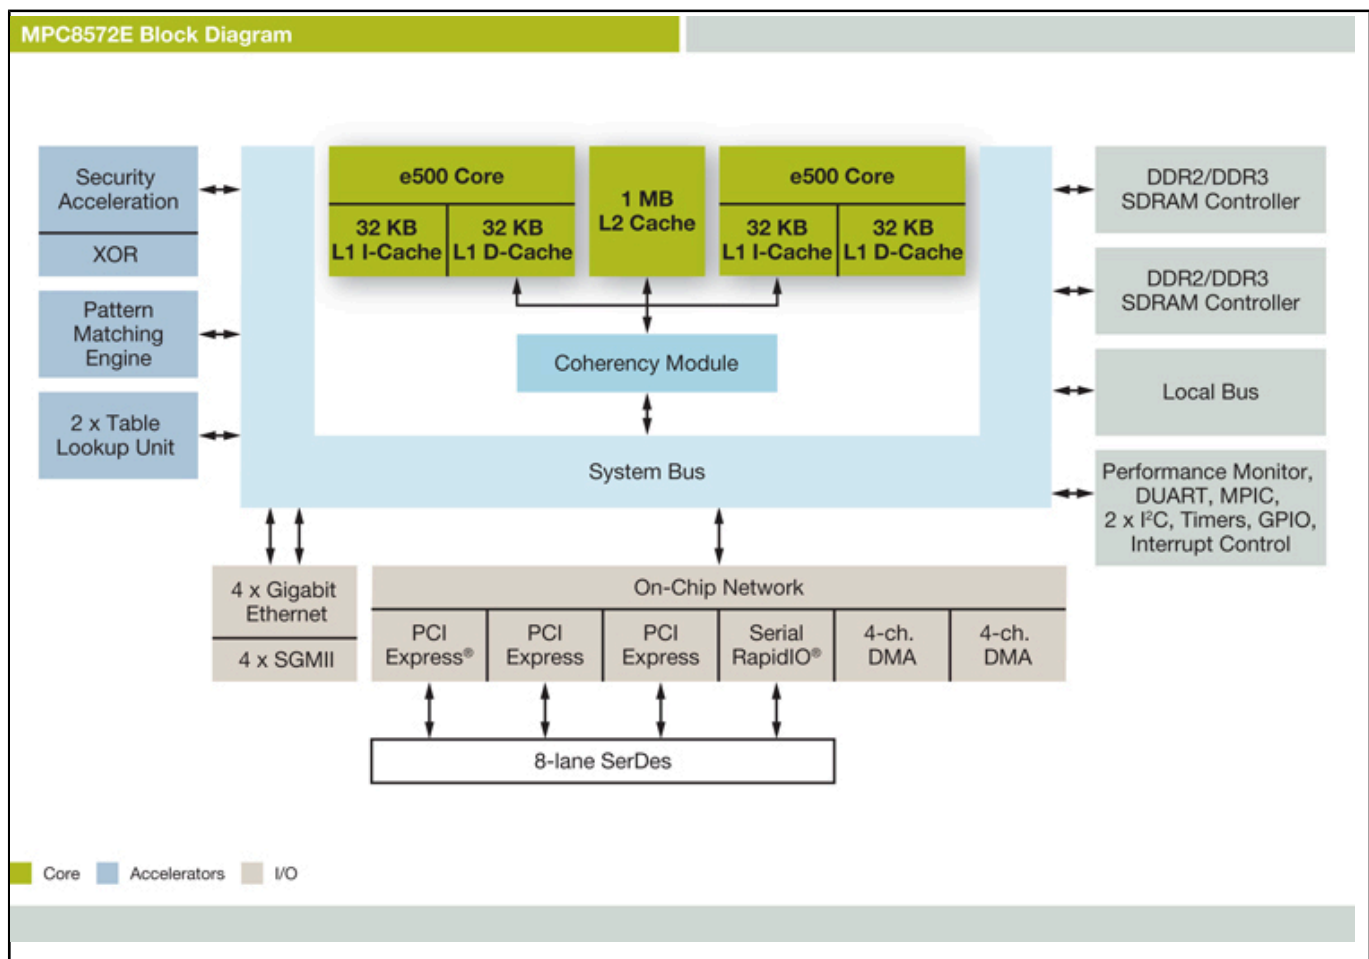 MPC8572E Block Diagram
Security
Acceleration
XOR
Pattern
Matching
Engine
2 x Table
Lookup Unit
e500 Core
32 KB
L1 I-Cache
32 KB
L1 D-Cache
1 MB
L2 Cache
e500 Core
32 KB
L1 I-Cache
32 KB
L1 D-Cache
Coherency Module
System Bus
DDR2/DDR3
SDRAM Controller
DDR2/DDR3
SDRAM Controller
Local Bus
Performance Monitor,
DUART, MPIC,
2 x I²C, Timers, GPIO,
Interrupt Control
4 x Gigabit
Ethernet
4 x SGMII
On-Chip Network
PCI
Express®
PCI
Express
PCI
Express
Serial
RapidIO®
4-ch.
DMA
4-ch.
DMA
8-lane SerDes
Core
Accelerators
I/O